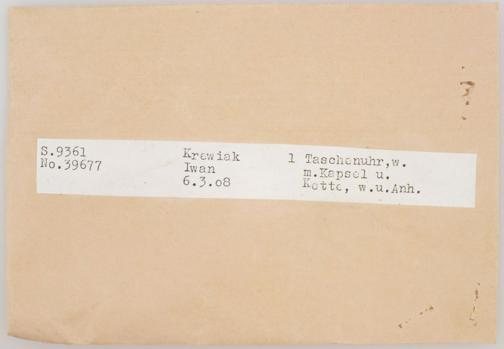 S.9361 Krewiak 1 Taschenuhr,w.
No.39677 Iwan m.Kapsel u.
6.3.08 Kette, w.u.Anh.